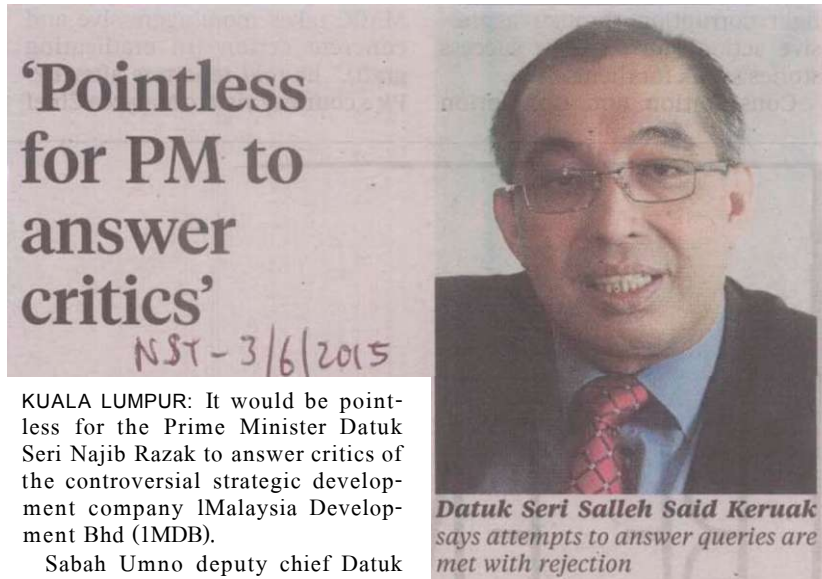 ‘Pointless
for PM to
answer
critics’
NST - 3/6/2015
KUALA LUMPUR: It would be point-
less for the Prime Minister Datuk
Seri Najib Razak to answer critics of
the controversial strategic develop-
ment company lMalaysia Develop-
ment Bhd (1MDB).
Sabah Umno deputy chief Datuk
Datuk Seri Salleh Said Keruak
says attempts to answer queries are
met with rejection